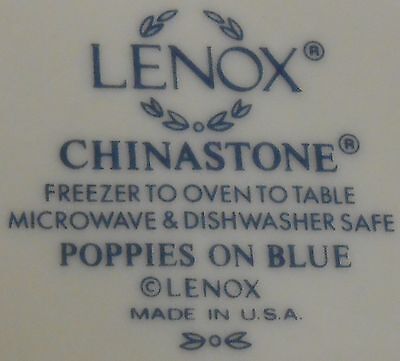 LENOX®
CHINASTONE®
FREEZER TO OVEN TO TABLE
MICROWAVE & DISHWASHER SAFE
POPPIES ON BLUE
©LENOX
MADE IN U.S.A.